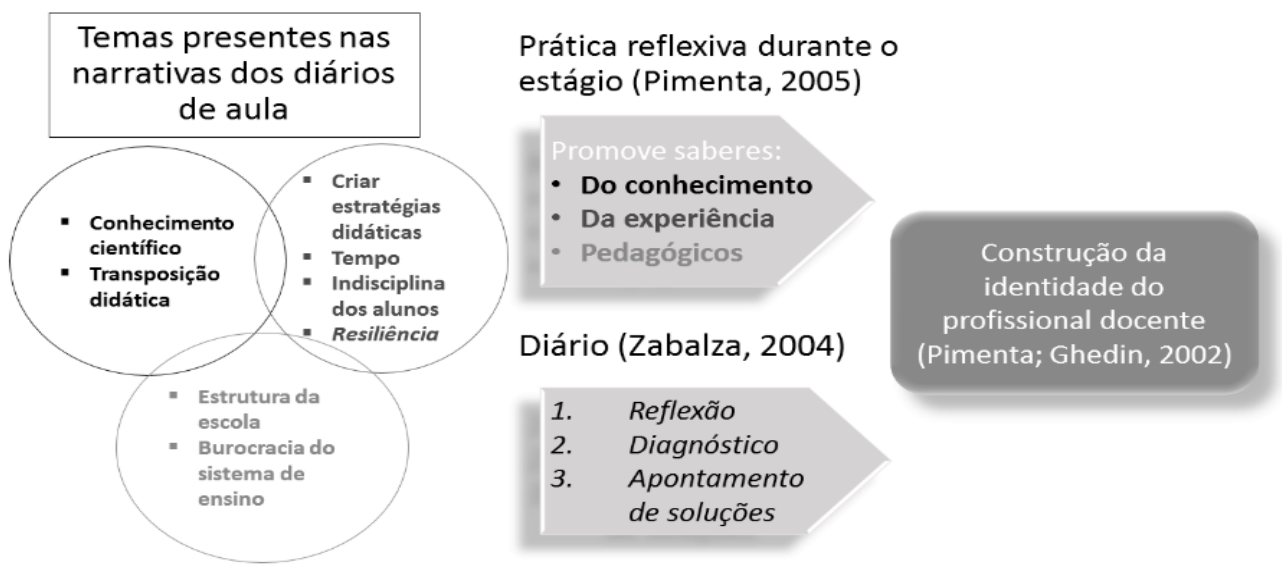 Temas presentes nas
narrativas dos diários
de aula
▪ Conhecimento
científico
▪ Transposição
didática
▪ Criar
estratégias
didáticas
▪ Tempo
▪ Indisciplina
dos alunos
▪ Resiliência
▪ Estrutura da
escola
▪ Burocracia do
sistema de
ensino
Prática reflexiva durante o
estágio (Pimenta, 2005)
Promove saberes:
• Do conhecimento
• Da experiência
• Pedagógicos
Diário (Zabalza, 2004)
1. Reflexão
2. Diagnóstico
3. Apontamento
de soluções
Construção da
identidade do
profissional docente
(Pimenta; Ghedin, 2002)